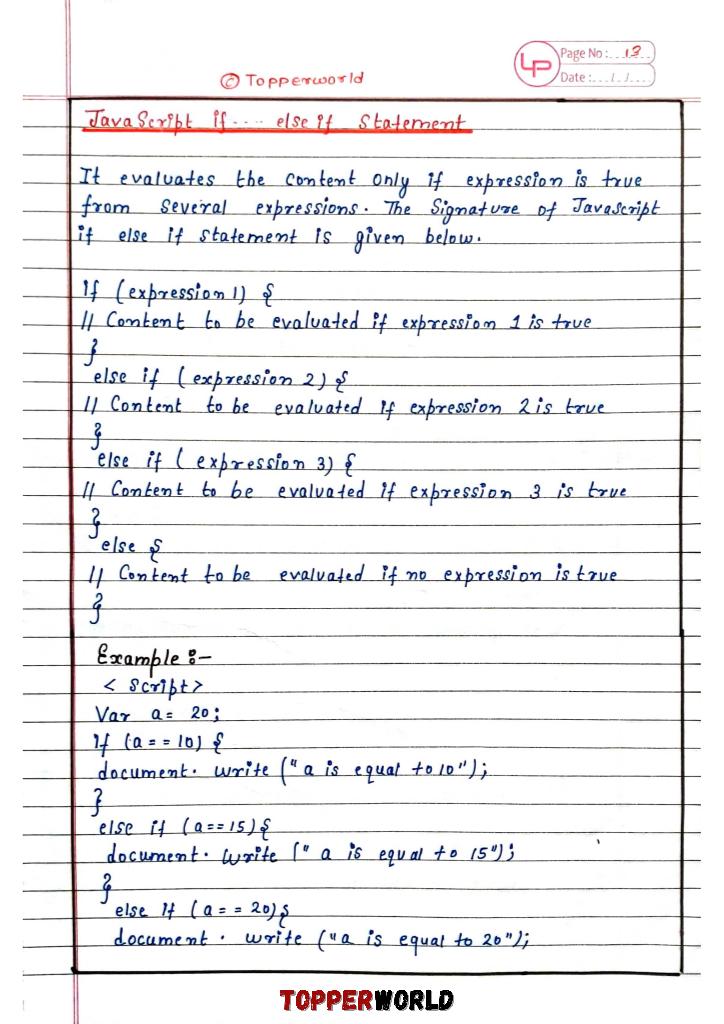 Page No: 13
© Topperworld
LP
Date: / /
JavaScript if .... else if Statement
It evaluates the Content Only if expression is true
from Several expressions. The Signature of JavaScript
if else if statement is given below.
If (expression 1) {
// Content to be evaluated if expression 1 is true
}
else if (expression 2) {
// Content to be evaluated if expression 2 is true
}
else if ( expression 3) {
// Content to be evaluated if expression 3 is true
}
else {
// Content to be evaluated if no expression is true
}
Example :-
< Script>
Var a= 20;
If (a==10) {
document. write ("a is equal to 10");
}
else if (a==15){
document. write (" a is equal to 15");
}
else If (a== 20){
document. write ("a is equal to 20");
TOPPERWORLD